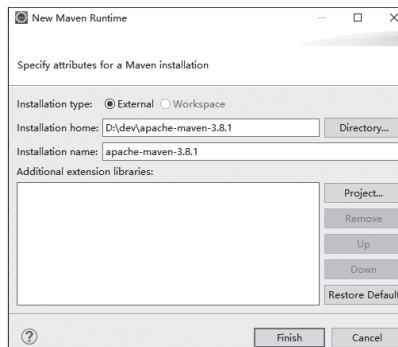 New Maven Runtime
Specify attributes for a Maven installation
Installation type: External Workspace
Installation home: D:\dev\apache-maven-3.8.1 Directory...
Installation name: apache-maven-3.8.1
Additional extension libraries:
Project...
Remove
Up
Down
Restore Default
? Finish Cancel